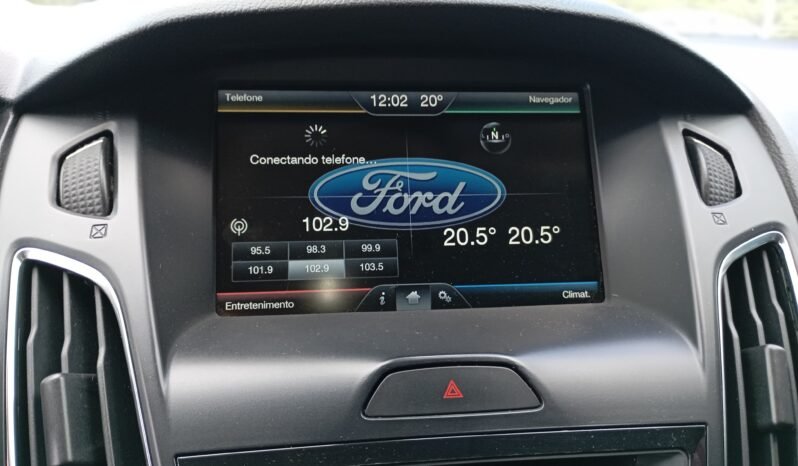 Telefone
12:02 20°
Navegador
N
Conectando telefone...
Ford
102.9
20.5° 20.5°
95.5 98.3 99.9
101.9 102.9 103.5
Entretenimento
i
Climat.